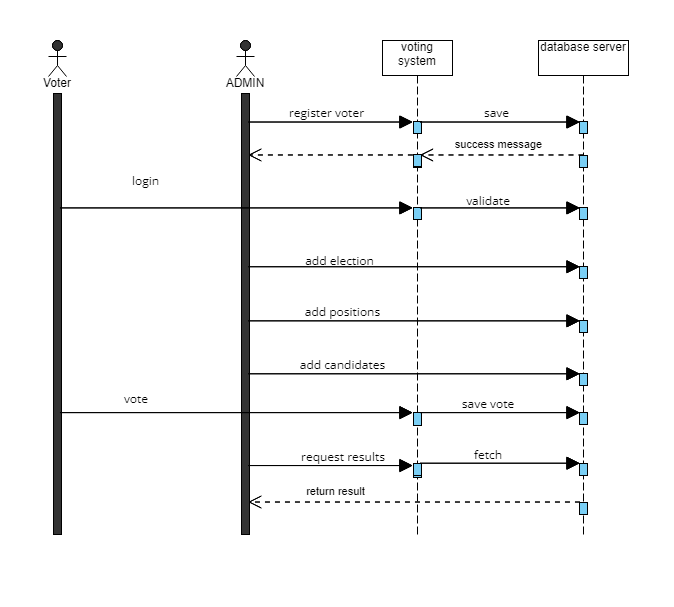 voting
system
database server
Voter
ADMIN
register voter
save
success message
login
validate
add election
add positions
add candidates
vote
save vote
request results
fetch
return result